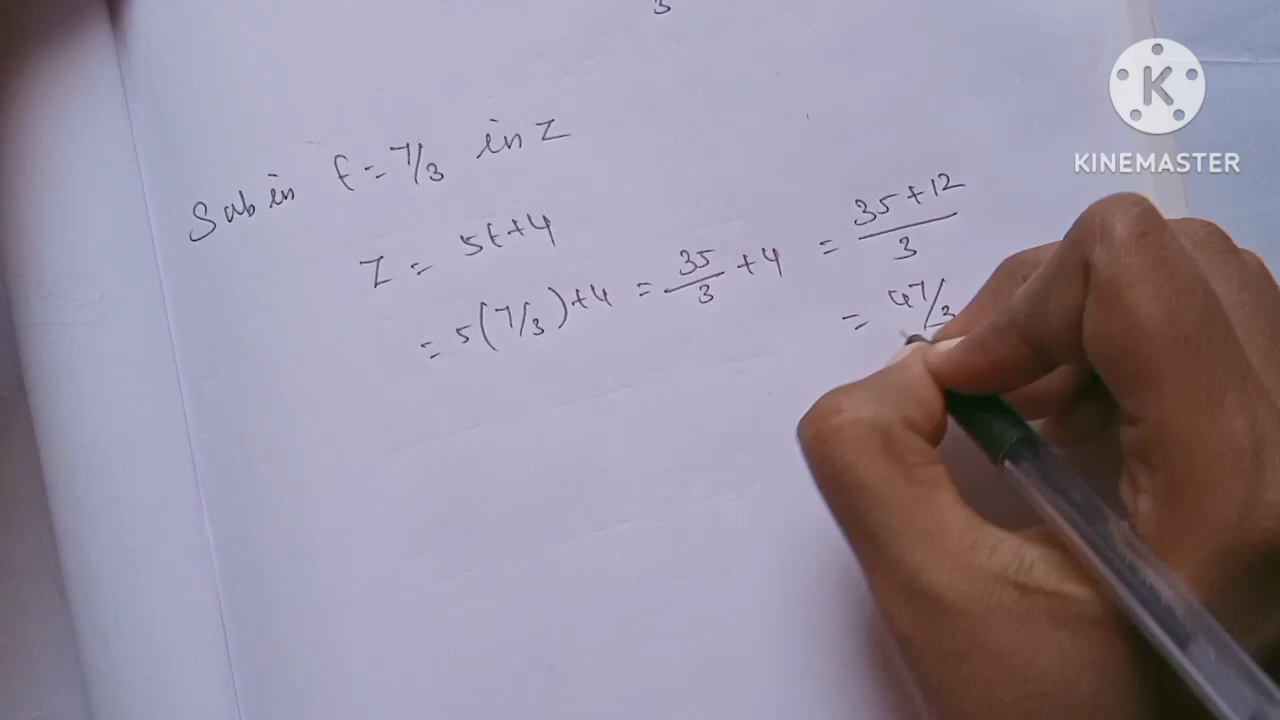 3
Sub in t = 7/3 in Z
Z = 5t+4
= 5(7/3)+4 = 35/3 + 4 = 35+12/3
= 47/3
K
KINEMASTER